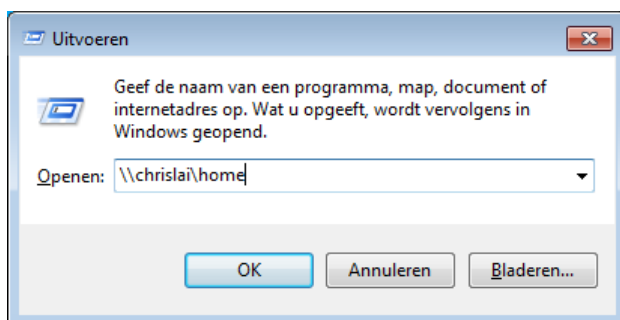 Uitvoeren
Geef de naam van een programma, map, document of
internetadres op. Wat u opgeeft, wordt vervolgens in
Windows geopend.
Openen: \\chrislai\home
OK Annuleren Bladeren...